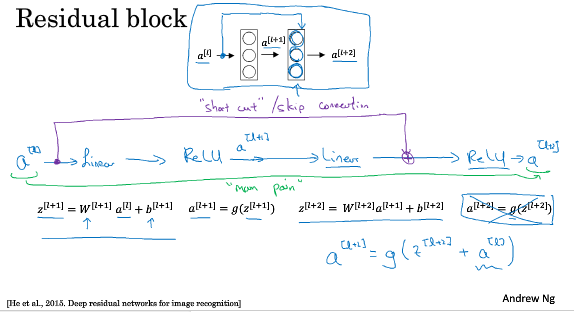 Residual block
a[l] a[l+1] a[l+2]
"short cut" / skip connection
a[l] → Linear → ReLU a[l+1] → Linear → ⊕ → ReLU → a[l+2]
"main path"
z[l+1] = W[l+1] a[l] + b[l+1] a[l+1] = g(z[l+1]) z[l+2] = W[l+2]a[l+1] + b[l+2] a[l+2] = g(z[l+2])
a[l+2] = g(z[l+2] + a[l])
[He et al., 2015. Deep residual networks for image recognition] Andrew Ng